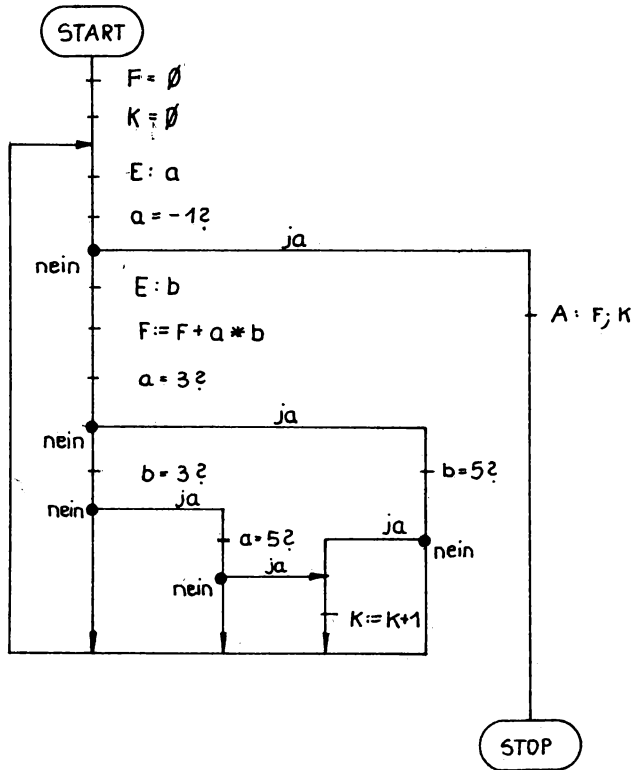 START
F = Ø
K = Ø
E: a
a = -1?
ja
nein
E: b
A: F; K
F:= F + a * b
a = 3?
ja
nein
b = 3?
b = 5?
nein
ja
ja
a = 5?
nein
ja
nein
K:= K+1
STOP